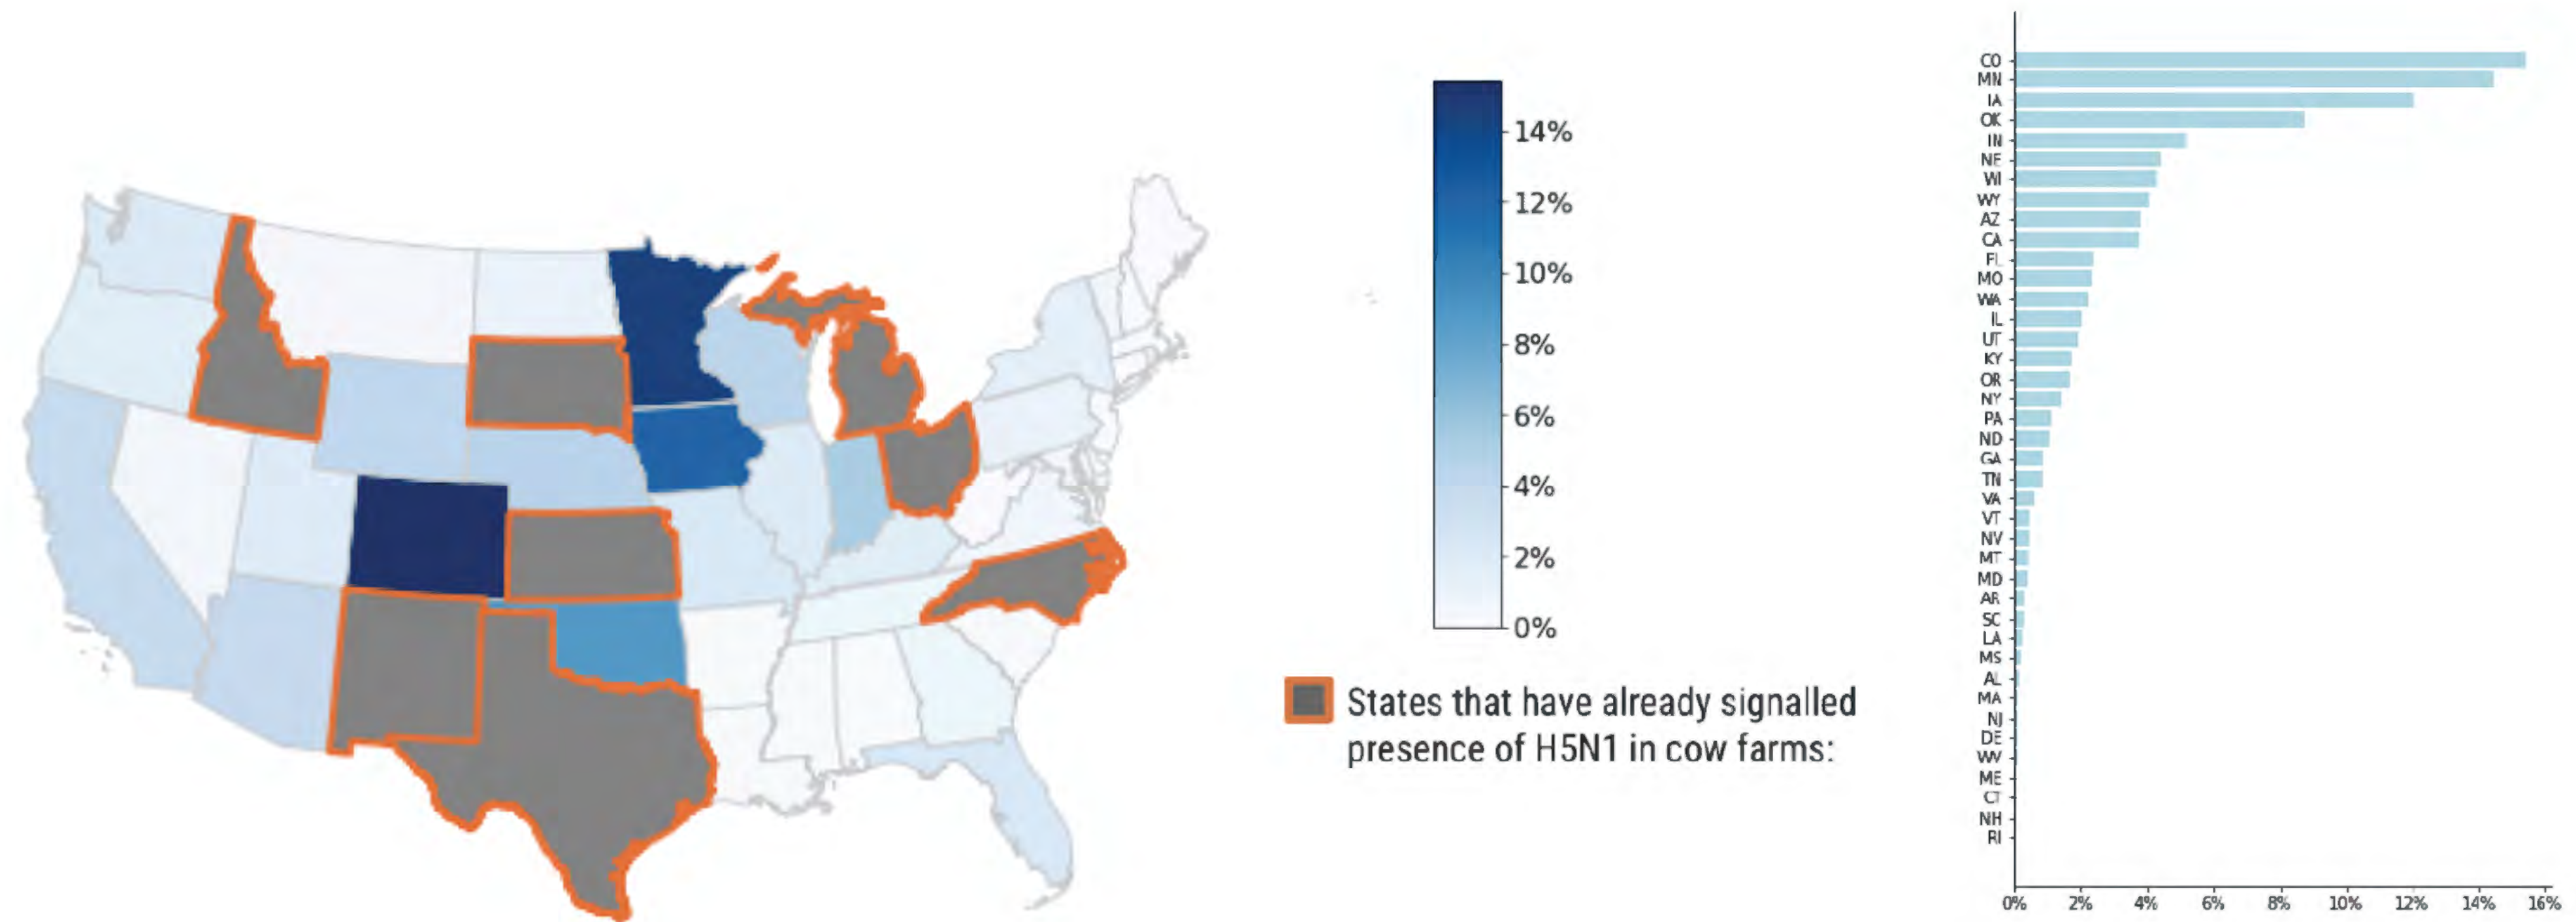 14%
12%
10%
8%
6%
4%
2%
0%
States that have already signalled
presence of H5N1 in cow farms:
CO
MN
IA
OK
IN
NE
WI
WY
AZ
CA
FL
MO
WA
IL
UT
KY
OR
NY
PA
ND
GA
TN
VA
VT
NV
MT
MD
AR
SC
LA
MS
AL
MA
NJ
DE
WV
ME
CT
NH
RI
0% 2% 4% 6% 8% 10% 12% 14% 16%